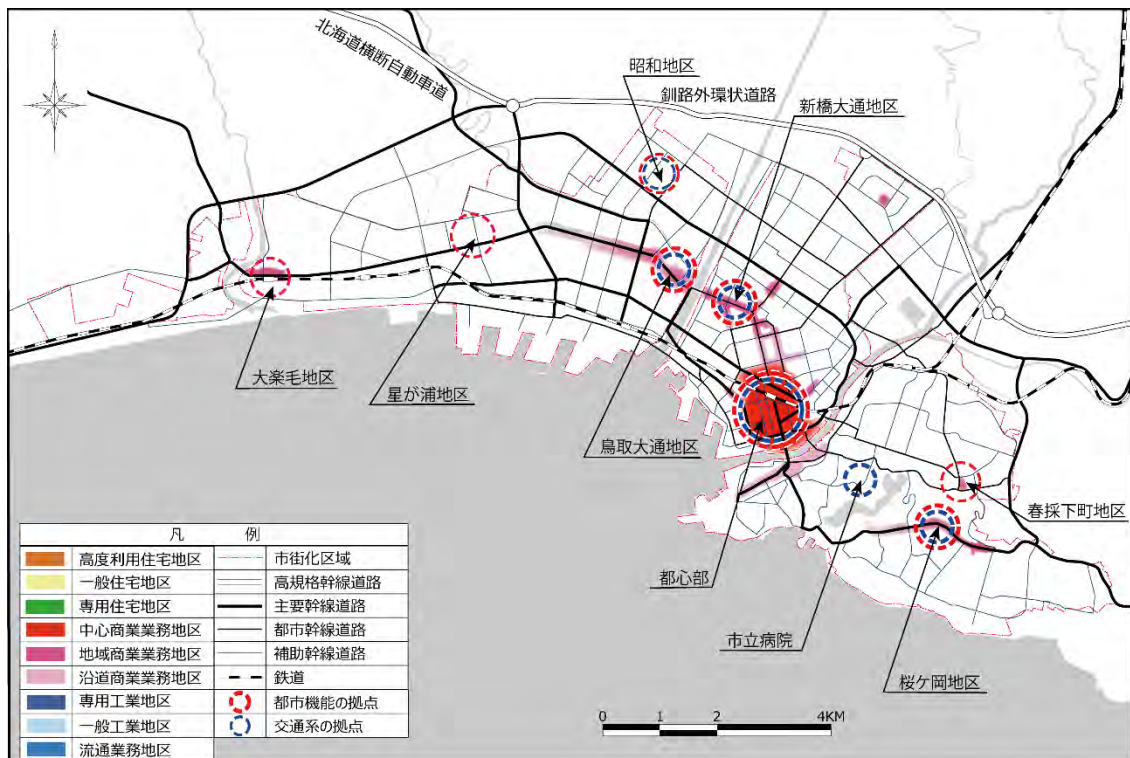 北海道横断自動車道
昭和地区
釧路外環状道路
新橋大通地区
大楽毛地区
星が浦地区
鳥取大通地区
春採下町地区
都心部
市立病院
桜ケ岡地区
凡 例
高度利用住宅地区
市街化区域
一般住宅地区
高規格幹線道路
専用住宅地区
主要幹線道路
中心商業業務地区
都市幹線道路
地域商業業務地区
補助幹線道路
沿道商業業務地区
鉄道
専用工業地区
都市機能の拠点
一般工業地区
交通系の拠点
流通業務地区
0 1 2 4KM